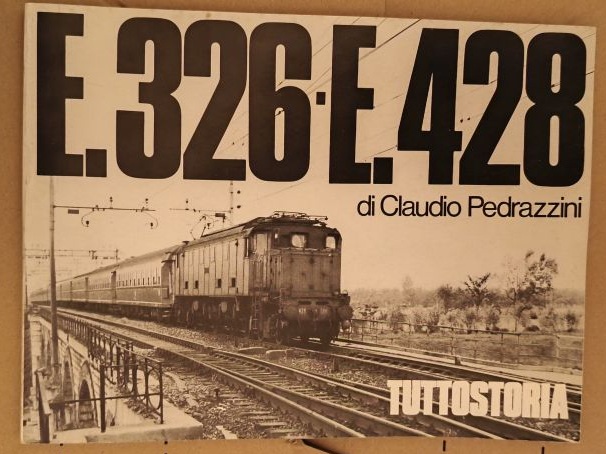 E.326·E.428
di Claudio Pedrazzini
TUTTOSTORIA